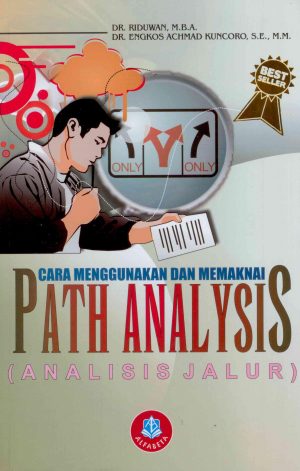 DR. RIDUWAN, M.B.A.
DR. ENGKOS ACHMAD KUNCORO, S.E., M.M.
BEST
SELLER
ONLY
ONLY
CARA MENGGUNAKAN DAN MEMAKNAI
PATH ANALYSIS
(ANALISIS JALUR)
ALFABETA